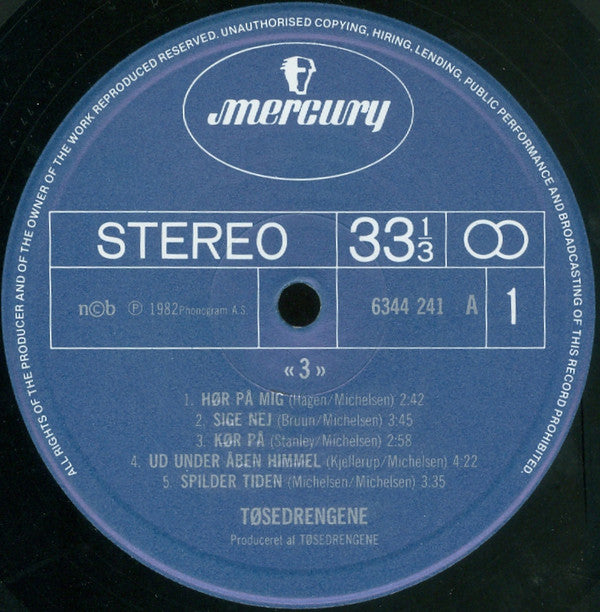 ALL RIGHTS OF THE PRODUCER AND OF THE OWNER OF THE WORK REPRODUCED RESERVED. UNAUTHORISED COPYING, HIRING, LENDING, PUBLIC PERFORMANCE AND BROADCASTING OF THIS RECORD PROHIBITED.
mercury
STEREO 33 1/3
n©b ℗ 1982 Phonogram A.S. 6344 241 A 1
«3»
1. HØR PÅ MIG (Hagen/Michelsen) 2:42
2. SIGE NEJ (Bruun/Michelsen) 3:45
3. KØR PÅ (Stanley/Michelsen) 2:58
4. UD UNDER ÅBEN HIMMEL (Kjellerup/Michelsen) 4:22
5. SPILDER TIDEN (Michelsen/Michelsen) 3.35
TØSEDRENGENE
Produceret af TØSEDRENGENE